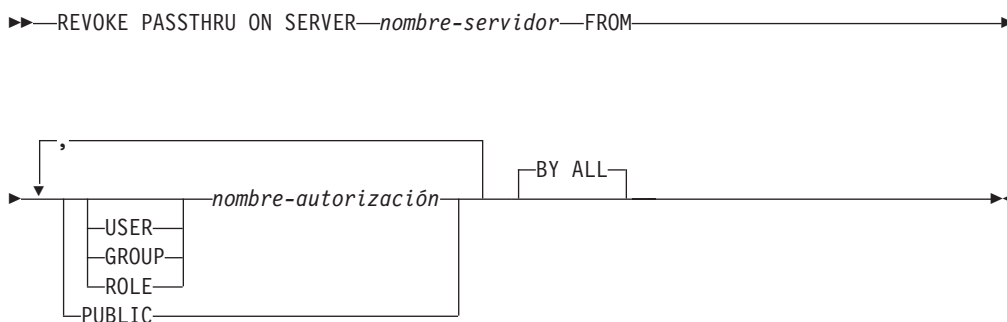 REVOKE PASSTHRU ON SERVER nombre-servidor FROM
,
BY ALL
nombre-autorización
USER
GROUP
ROLE
PUBLIC